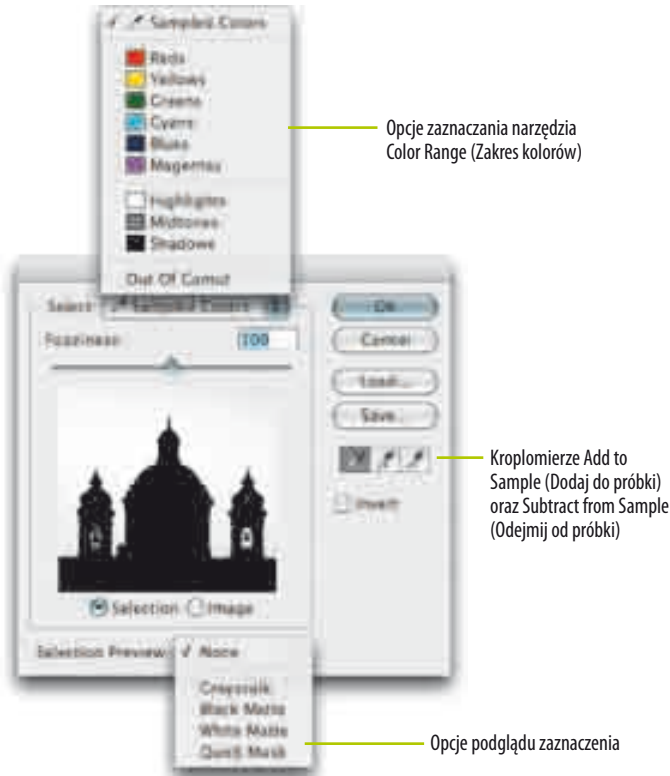 ✓ Sampled Colors
Reds
Yellows
Greens
Cyans
Blues
Magentas
Highlights
Midtones
Shadows
Out Of Gamut
Opcje zaznaczania narzędzia
Color Range (Zakres kolorów)
Select: Sampled Colors
OK
Fuzziness: 100
Cancel
Load...
Save...
Kroplomierze Add to
Sample (Dodaj do próbki)
oraz Subtract from Sample
(Odejmij od próbki)
Invert
Selection Image
Selection Preview: ✓ None
Grayscale
Black Matte
White Matte
Quick Mask
Opcje podglądu zaznaczenia